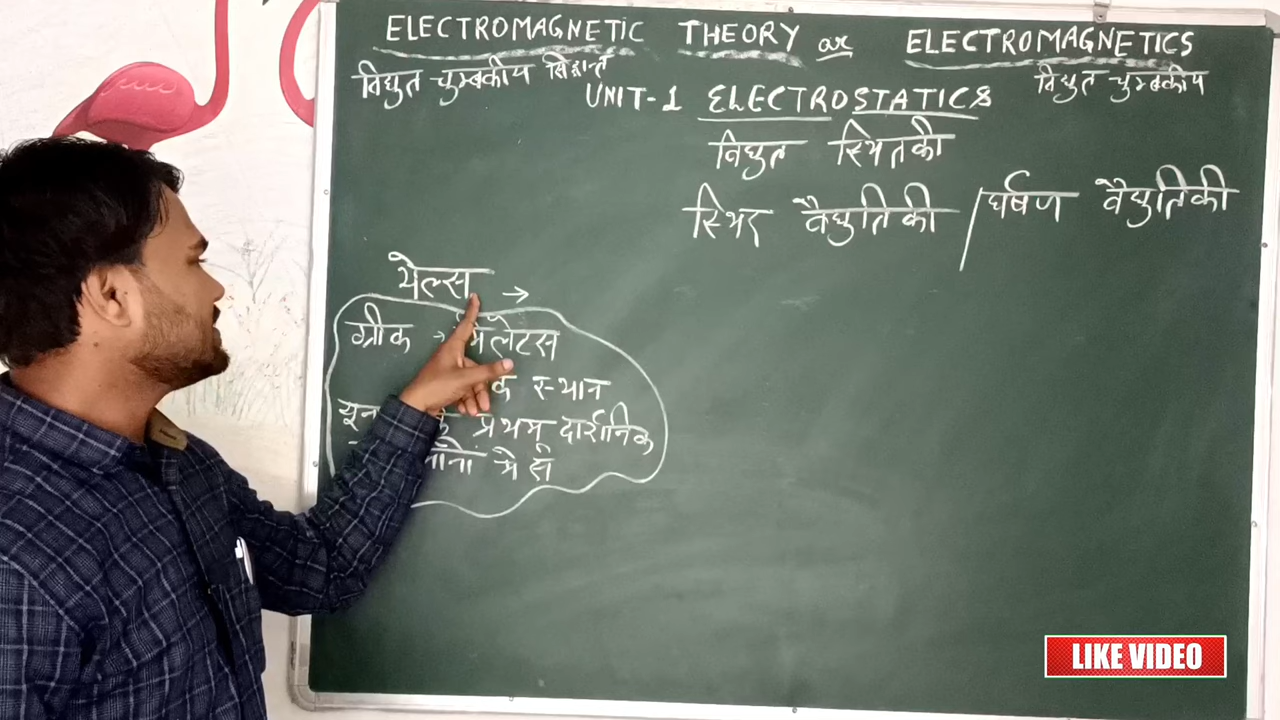 ELECTROMAGNETIC THEORY or ELECTROMAGNETICS
विद्युत चुम्बकीय सिद्धान्त
विद्युत चुम्बकीय
UNIT-1 ELECTROSTATICS
विद्युत स्थितकी
स्थिर वैद्युतिकी / घर्षण वैद्युतिकी
थेल्स →
ग्रीक →
स्थान
प्रथम दार्शनिक
में से
LIKE VIDEO